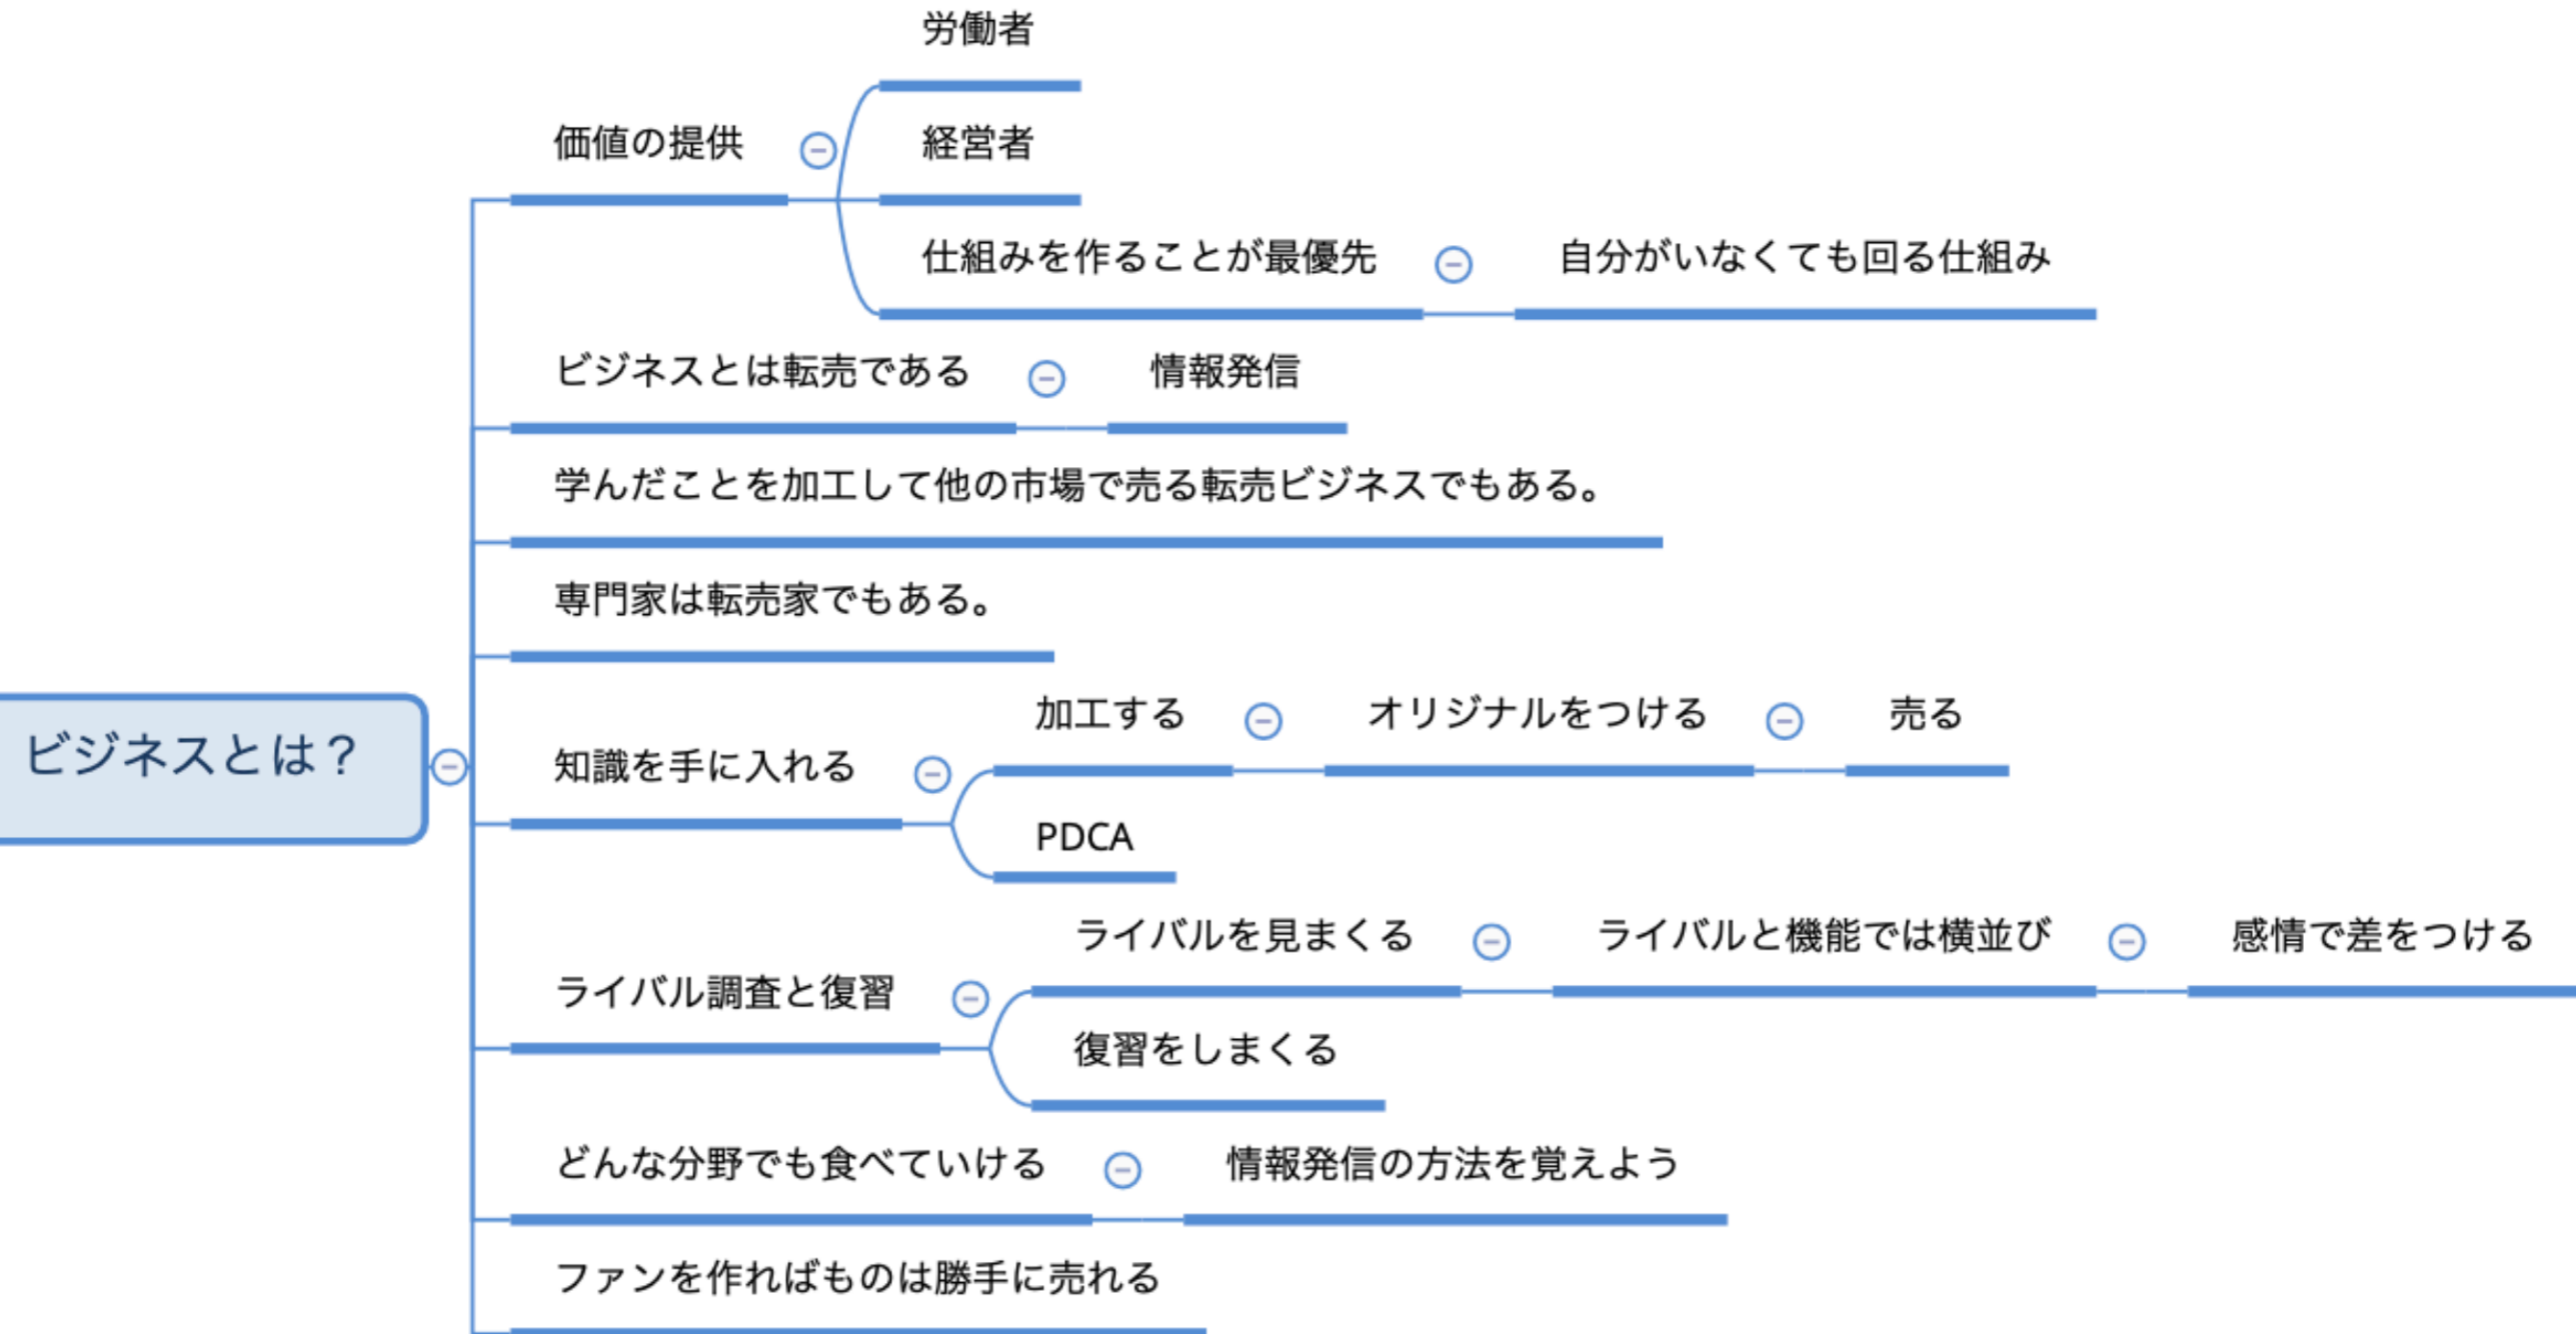 ビジネスとは？
価値の提供
労働者
経営者
仕組みを作ることが最優先
自分がいなくても回る仕組み
ビジネスとは転売である
情報発信
学んだことを加工して他の市場で売る転売ビジネスでもある。
専門家は転売家でもある。
知識を手に入れる
加工する
オリジナルをつける
売る
PDCA
ライバル調査と復習
ライバルを見まくる
ライバルと機能では横並び
感情で差をつける
復習をしまくる
どんな分野でも食べていける
情報発信の方法を覚えよう
ファンを作ればものは勝手に売れる